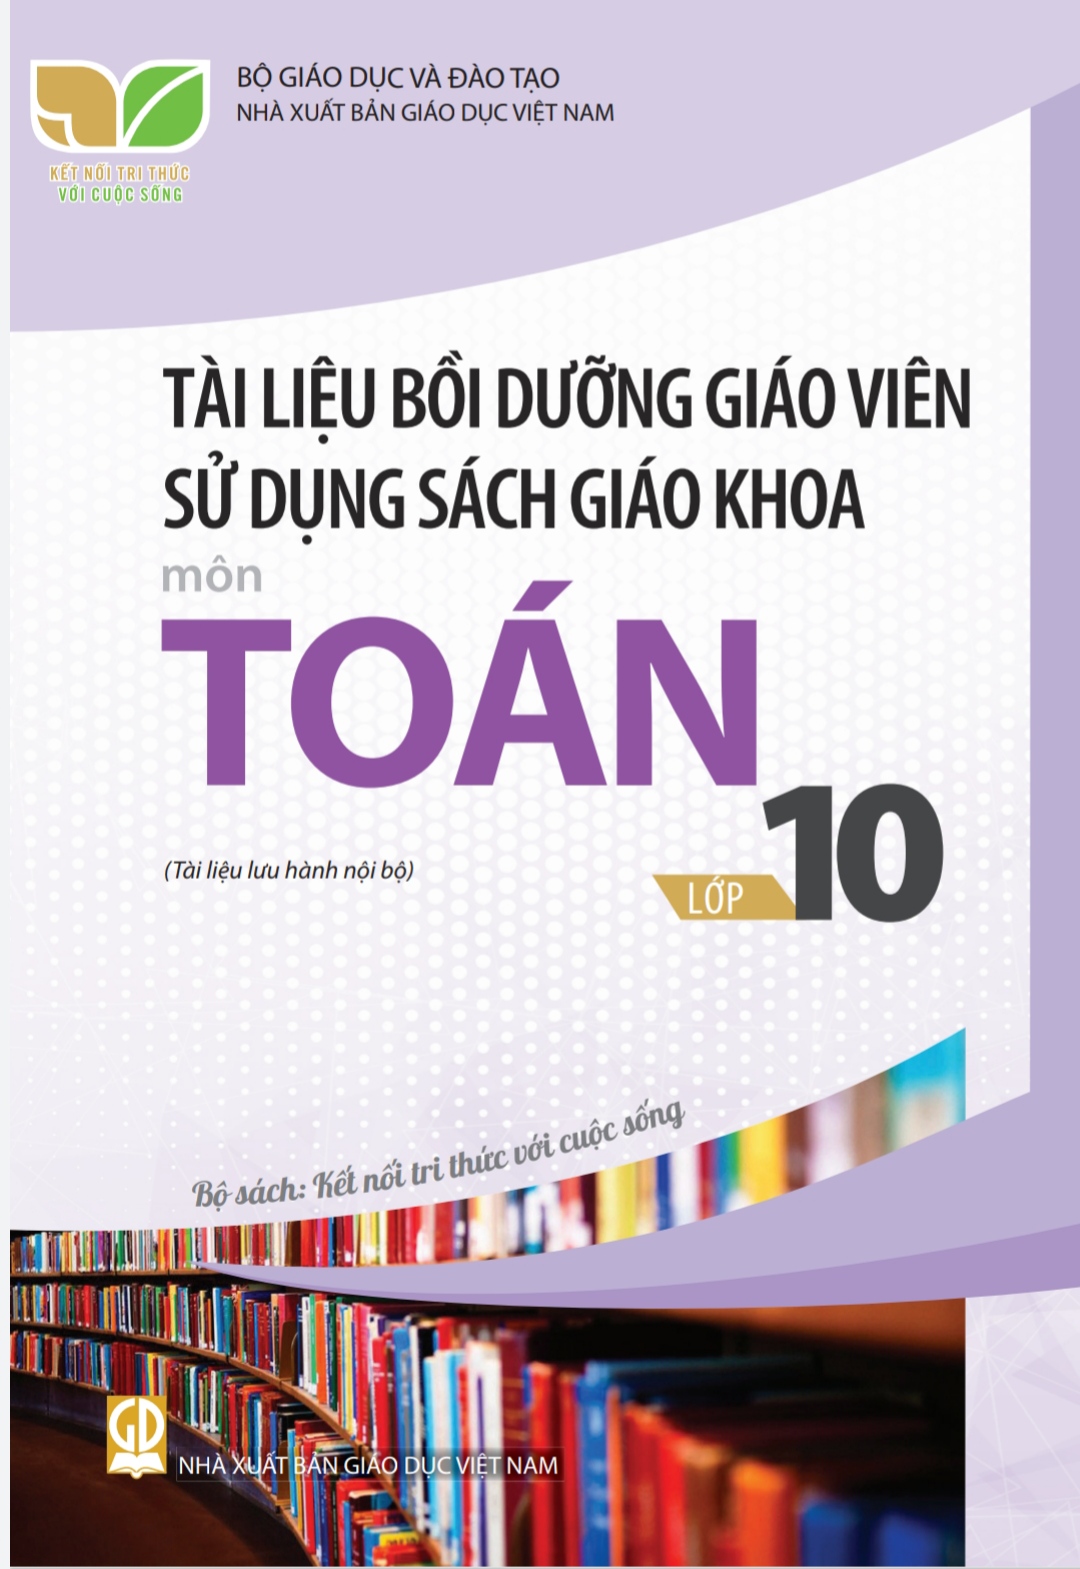 BỘ GIÁO DỤC VÀ ĐÀO TẠO
NHÀ XUẤT BẢN GIÁO DỤC VIỆT NAM
KẾT NỐI TRI THỨC
VỚI CUỘC SỐNG
TÀI LIỆU BỒI DƯỠNG GIÁO VIÊN
SỬ DỤNG SÁCH GIÁO KHOA
môn
TOÁN
LỚP 10
(Tài liệu lưu hành nội bộ)
Bộ sách: Kết nối tri thức với cuộc sống
GD
NHÀ XUẤT BẢN GIÁO DỤC VIỆT NAM